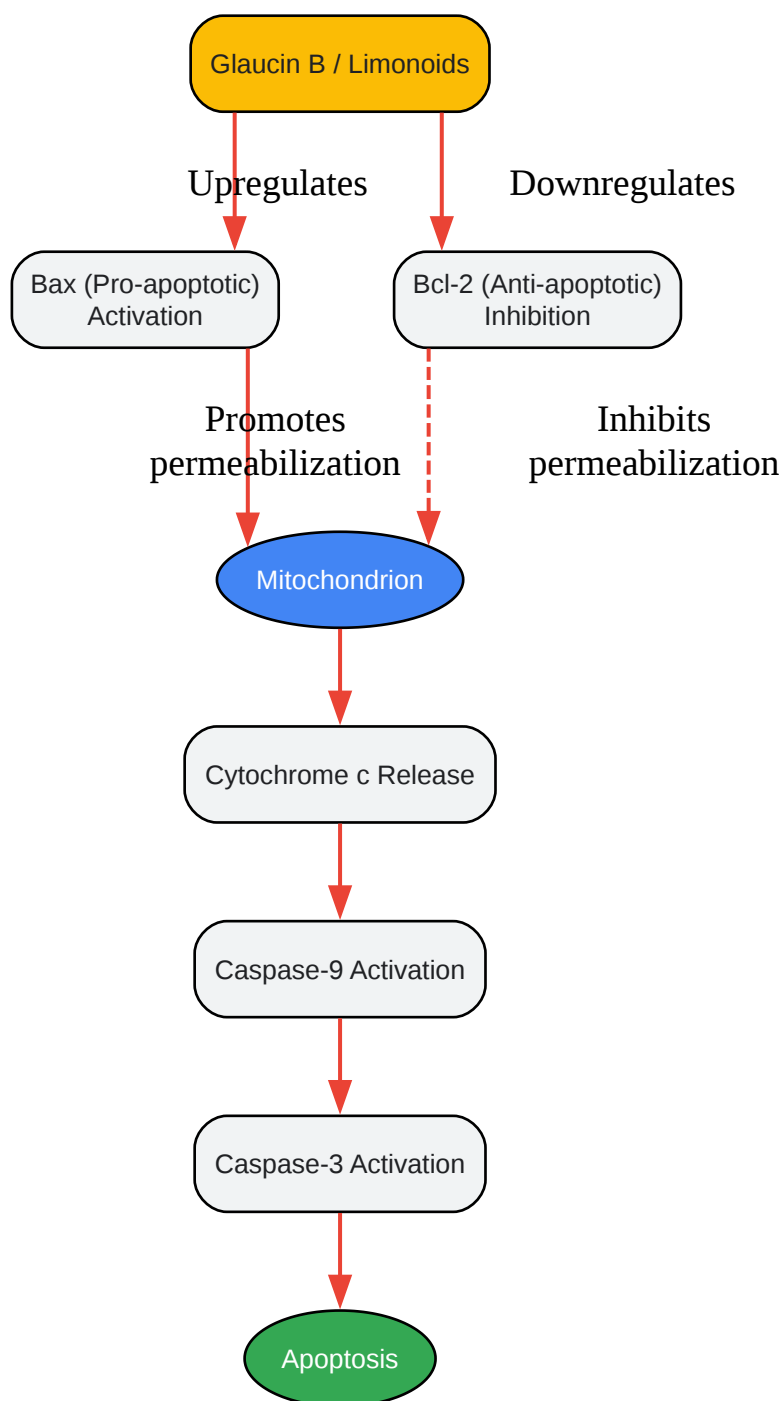 Glaucin B / Limonoids
Upregulates
Downregulates
Bax (Pro-apoptotic)
Activation
Bcl-2 (Anti-apoptotic)
Inhibition
Promotes
permeabilization
Inhibits
permeabilization
Mitochondrion
Cytochrome c Release
Caspase-9 Activation
Caspase-3 Activation
Apoptosis